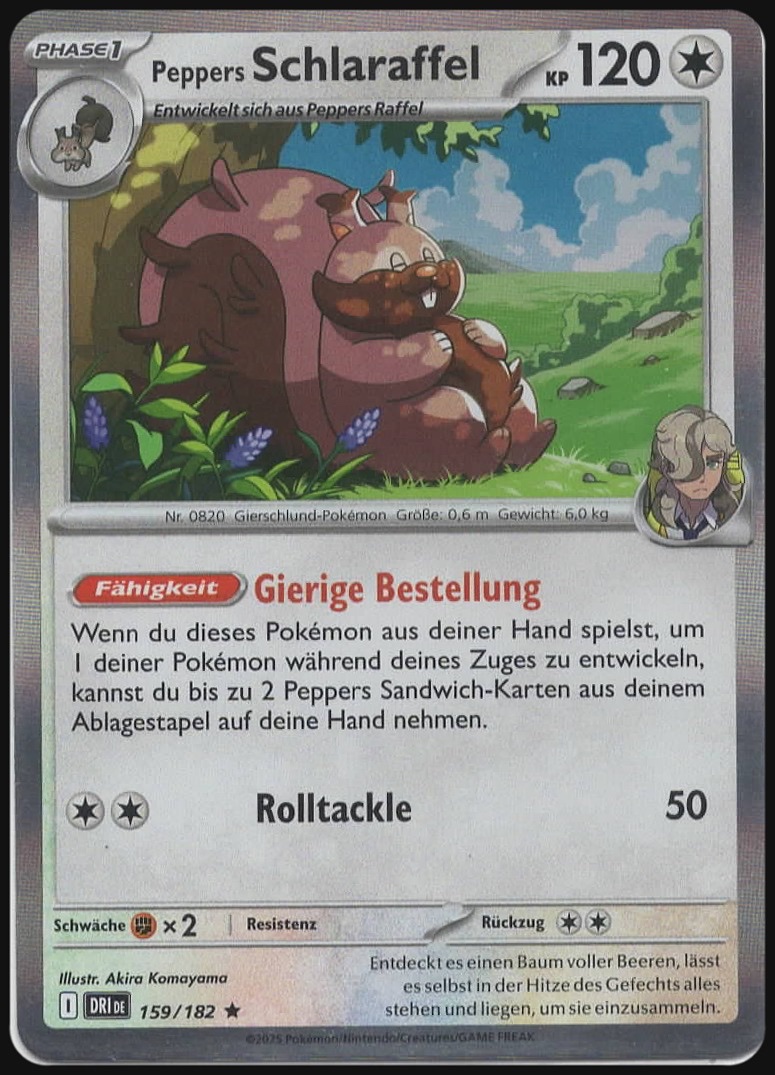 PHASE 1
Peppers Schlaraffel
KP 120
Entwickelt sich aus Peppers Raffel
Nr. 0820 Gierschlund-Pokémon Größe: 0,6 m Gewicht: 6,0 kg
Fähigkeit Gierige Bestellung
Wenn du dieses Pokémon aus deiner Hand spielst, um
1 deiner Pokémon während deines Zuges zu entwickeln,
kannst du bis zu 2 Peppers Sandwich-Karten aus deinem
Ablagestapel auf deine Hand nehmen.
Rolltackle 50
Schwäche ×2 Resistenz Rückzug
Illustr. Akira Komayama
Entdeckt es einen Baum voller Beeren, lässt
es selbst in der Hitze des Gefechts alles
stehen und liegen, um sie einzusammeln.
I DRI DE 159/182
©2025 Pokémon/Nintendo/Creatures/GAME FREAK